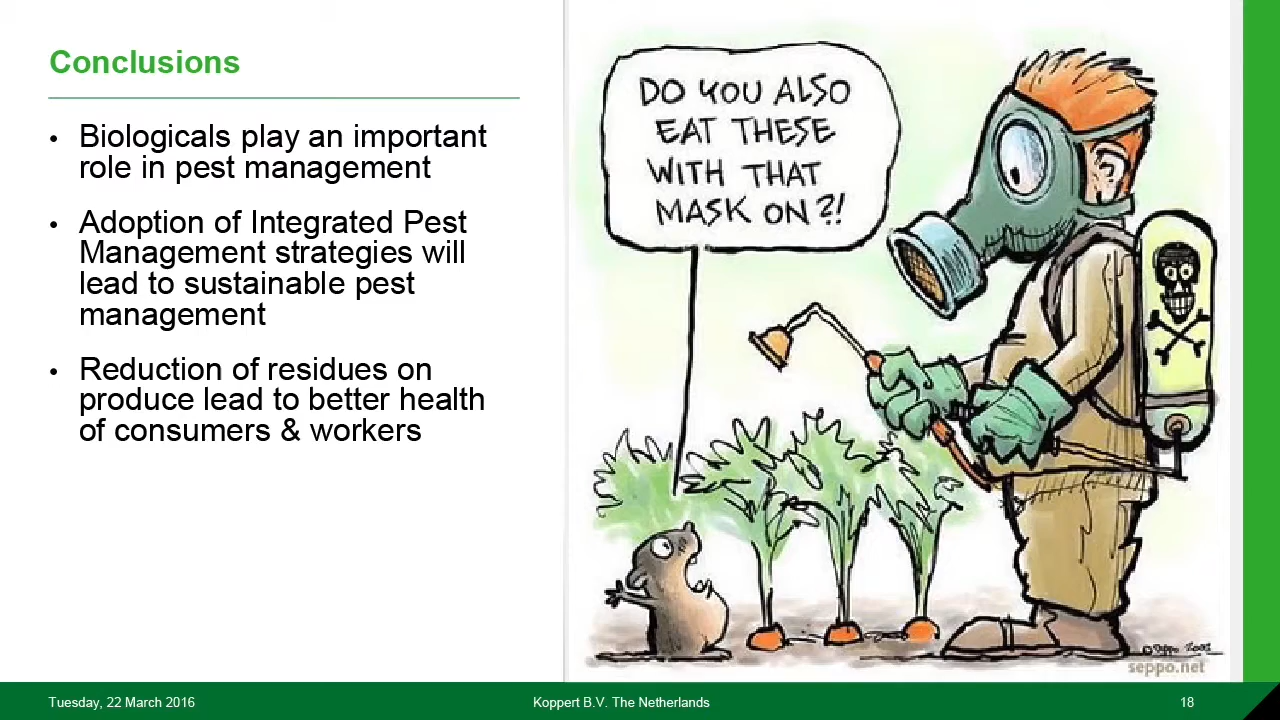 Conclusions
• Biologicals play an important
role in pest management
• Adoption of Integrated Pest
Management strategies will
lead to sustainable pest
management
• Reduction of residues on
produce lead to better health
of consumers & workers
DO YOU ALSO
EAT THESE
WITH THAT
MASK ON?!
seppo.net
Tuesday, 22 March 2016
Koppert B.V. The Netherlands
18